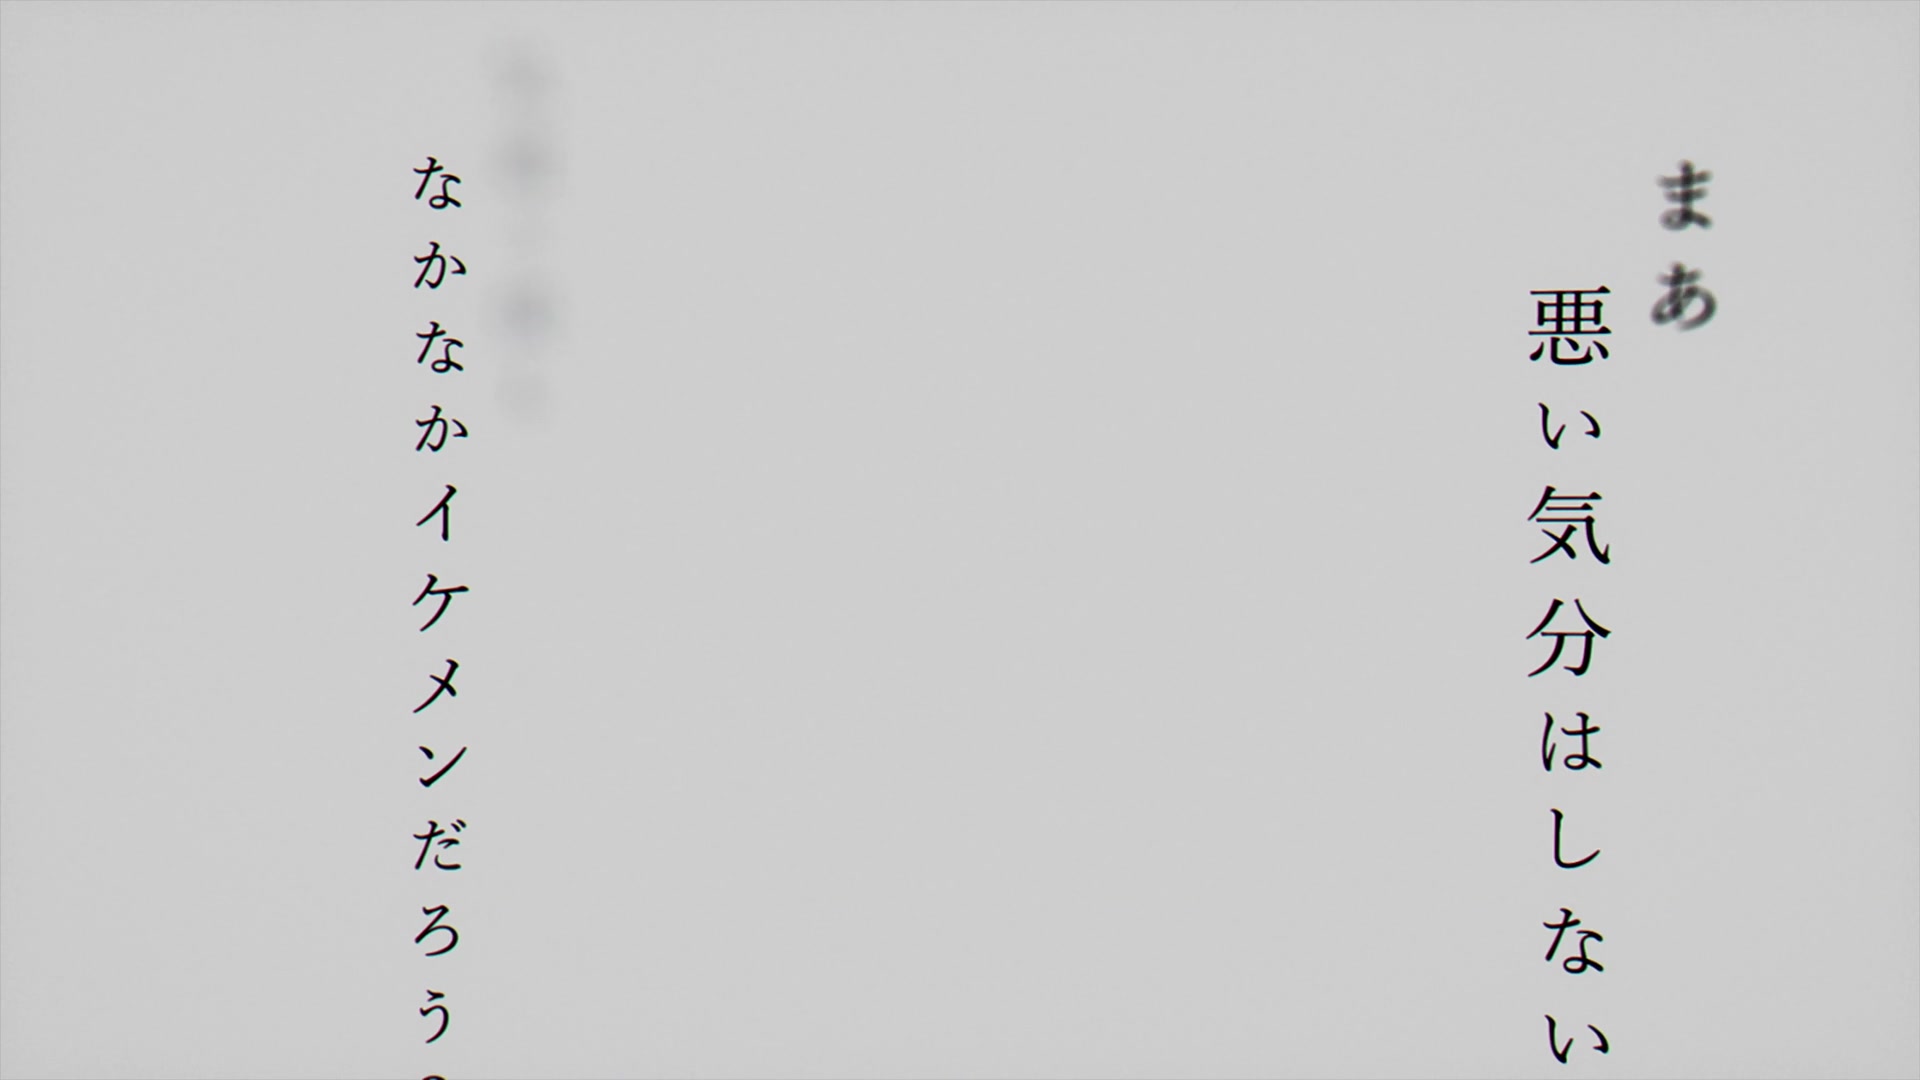 まあ
悪い気分はしない
なかなかイケメンだろう